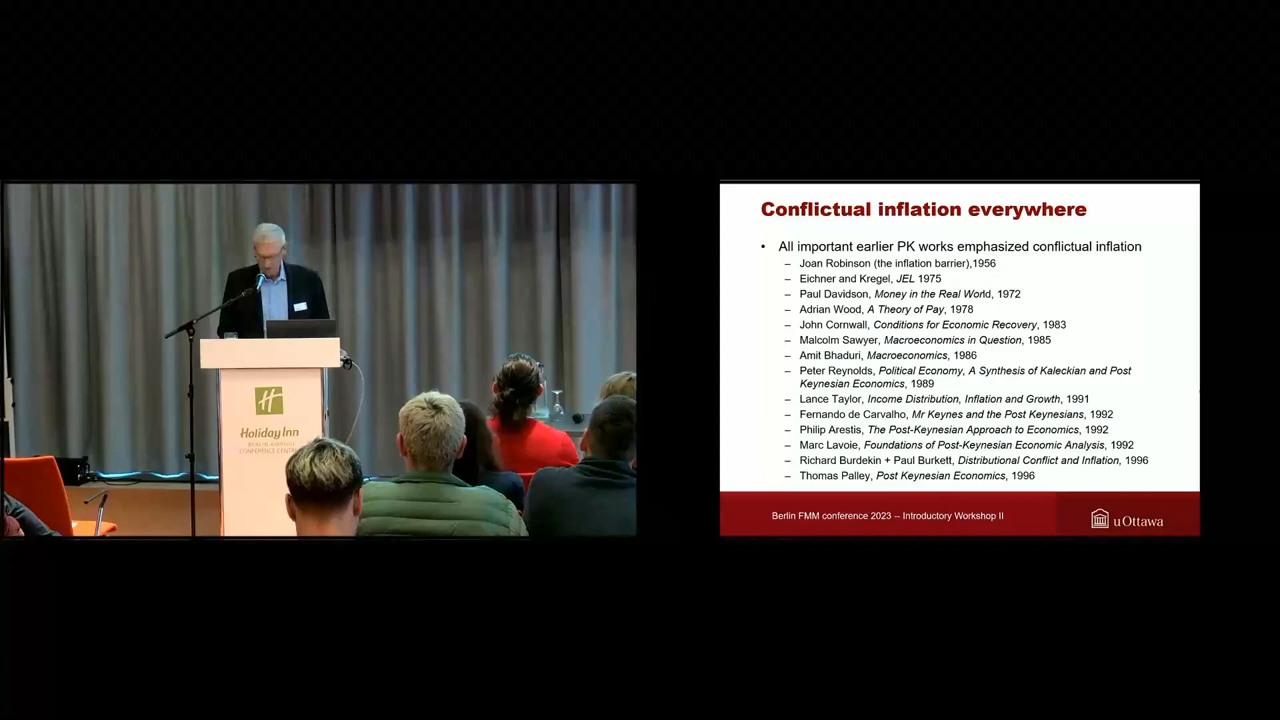 Holiday Inn
BERLIN AIRPORT
CONFERENCE CENTRE
Conflictual inflation everywhere
• All important earlier PK works emphasized conflictual inflation
– Joan Robinson (the inflation barrier),1956
– Eichner and Kregel, JEL 1975
– Paul Davidson, Money in the Real World, 1972
– Adrian Wood, A Theory of Pay, 1978
– John Cornwall, Conditions for Economic Recovery, 1983
– Malcolm Sawyer, Macroeconomics in Question, 1985
– Amit Bhaduri, Macroeconomics, 1986
– Peter Reynolds, Political Economy, A Synthesis of Kaleckian and Post
Keynesian Economics, 1989
– Lance Taylor, Income Distribution, Inflation and Growth, 1991
– Fernando de Carvalho, Mr Keynes and the Post Keynesians, 1992
– Philip Arestis, The Post-Keynesian Approach to Economics, 1992
– Marc Lavoie, Foundations of Post-Keynesian Economic Analysis, 1992
– Richard Burdekin + Paul Burkett, Distributional Conflict and Inflation, 1996
– Thomas Palley, Post Keynesian Economics, 1996
Berlin FMM conference 2023 -- Introductory Workshop II
uOttawa